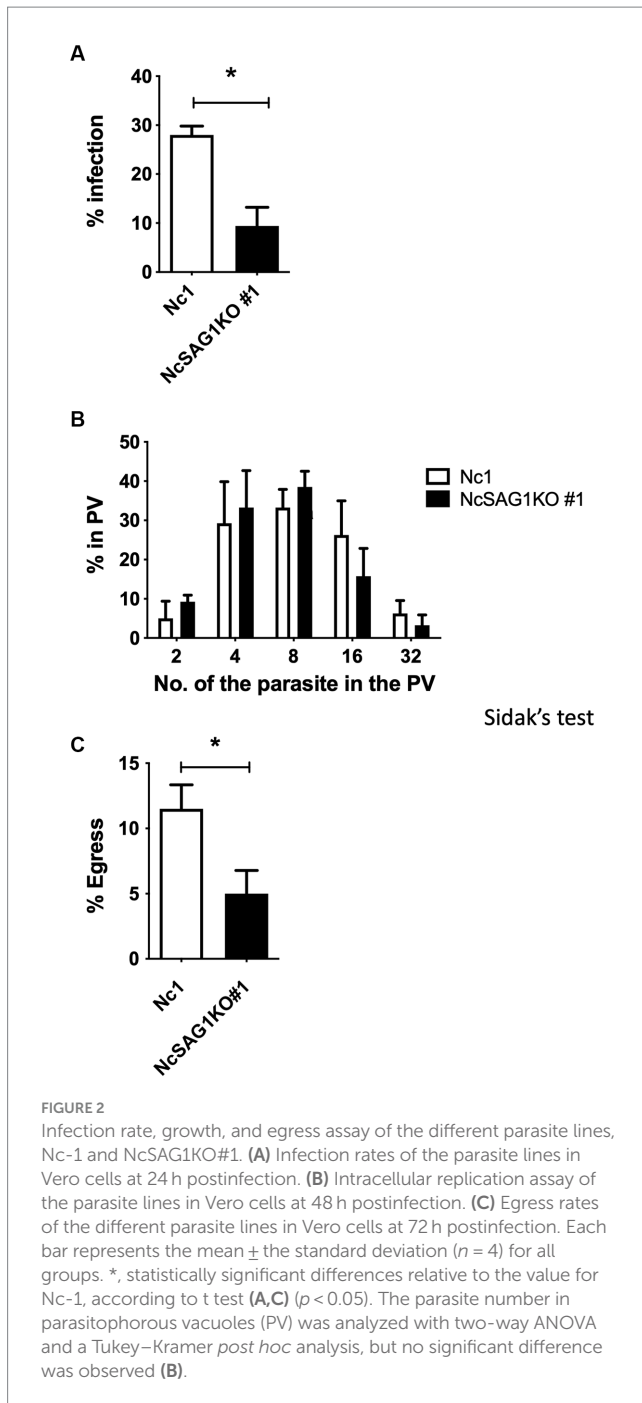 A
*
40
30
20
10
0
% infection
Nc1
NcSAG1KO #1
B
50
40
30
20
10
0
% in PV
Nc1
NcSAG1KO #1
2 4 8 16 32
No. of the parasite in the PV
Sidak's test
C
*
15
10
5
0
% Egress
Nc1
NcSAG1KO#1
FIGURE 2
Infection rate, growth, and egress assay of the different parasite lines,
Nc-1 and NcSAG1KO#1. (A) Infection rates of the parasite lines in
Vero cells at 24 h postinfection. (B) Intracellular replication assay of
the parasite lines in Vero cells at 48 h postinfection. (C) Egress rates
of the different parasite lines in Vero cells at 72 h postinfection. Each
bar represents the mean ± the standard deviation (n = 4) for all
groups. *, statistically significant differences relative to the value for
Nc-1, according to t test (A,C) (p < 0.05). The parasite number in
parasitophorous vacuoles (PV) was analyzed with two-way ANOVA
and a Tukey–Kramer post hoc analysis, but no significant difference
was observed (B).